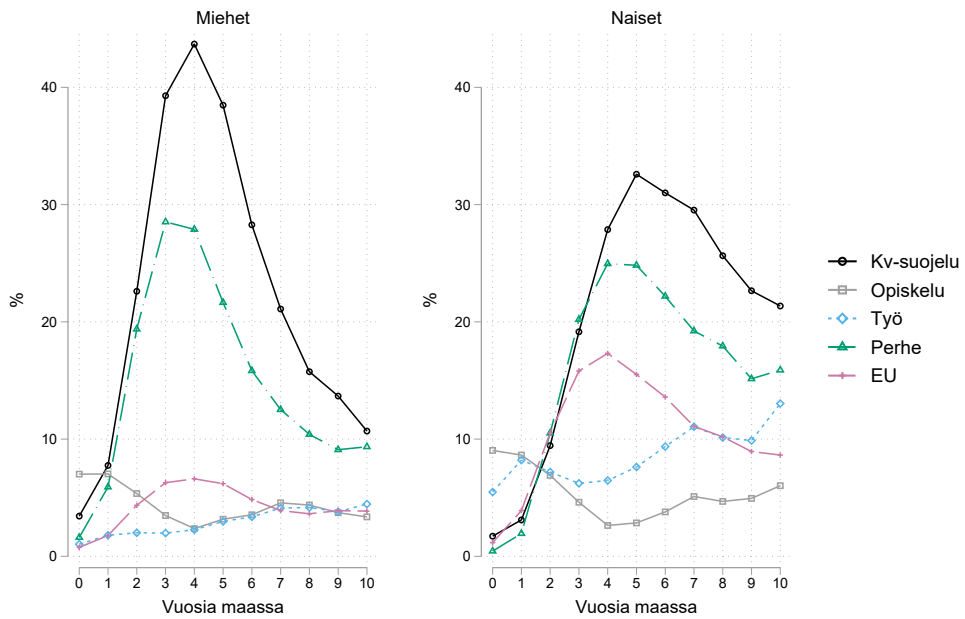 Miehet
%
40
30
20
10
0
0 1 2 3 4 5 6 7 8 9 10
Vuosia maassa
Naiset
%
40
30
20
10
0
0 1 2 3 4 5 6 7 8 9 10
Vuosia maassa
Kv-suojelu
Opiskelu
Työ
Perhe
EU